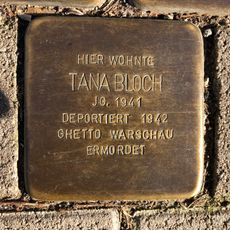 HIER WOHNTE
TANA BLOCH
JG. 1941
DEPORTIERT 1942
GHETTO WARSCHAU
ERMORDET